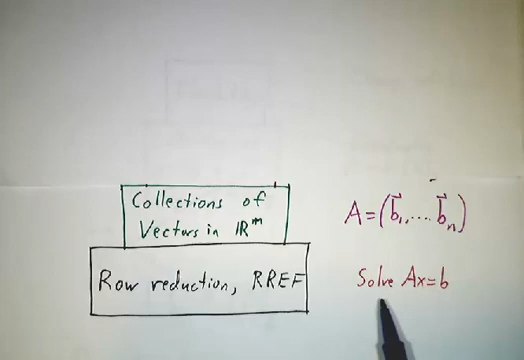 Collections of
Vectors in ℝᵐ
A=(b⃗₁,.... b⃗ₙ)
Row reduction, RREF
Solve Ax=b